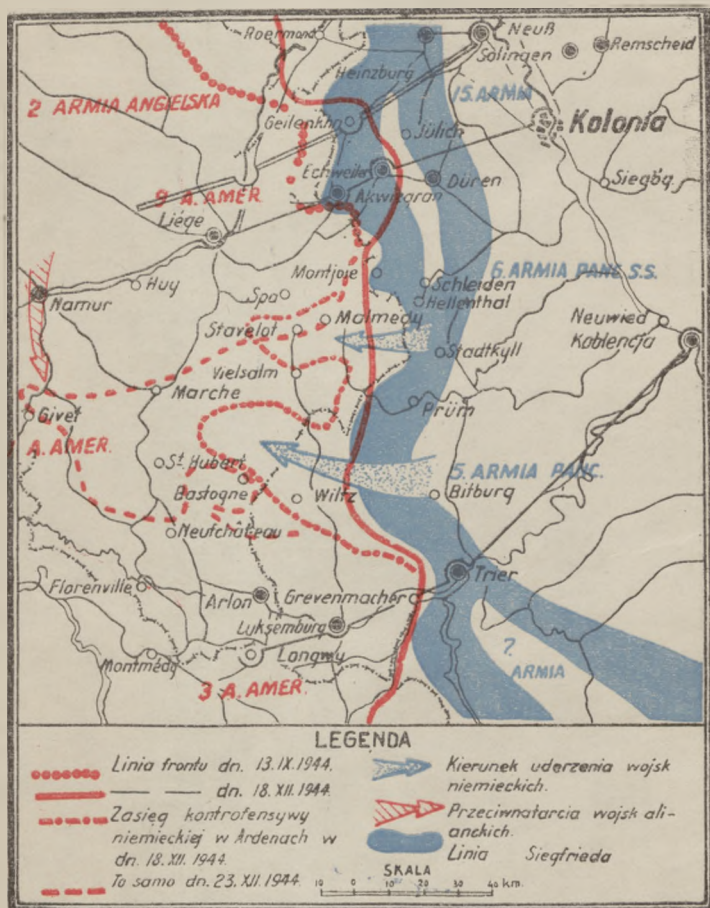 Roermond
Neuß
Solingen
Remscheid
Heinzburg
2 ARMIA ANGIELSKA
15. ARMIA
Geilenkhn
Jülich
Kolonia
Echweile
9 A. AMER.
Akwizgran
Düren
Siegbg
Liége
Montjoie
6. ARMIA PANC S.S.
Huy
Spa
Schleiden
Hellenthal
Namur
Malmedy
Stavelot
Neuwied
Koblencja
Stadtkyll
Vielsalm
Marche
Prüm
Givet
A. AMER.
St. Hubert
5. ARMIA PANC.
Bastogne
Wiltz
Bitburg
Neufchateau
Trier
Florenville
Arlon
Grevenmacher
Luksemburg
7.
ARMIA
Montmédy
Longwy
3 A. AMER.
LEGENDA
Linia frontu dn. 13.IX.1944.
— — dn. 18.XII.1944.
Zasięg kontrofensywy
niemieckiej w Ardenach w
dn. 18.XII.1944.
To samo dn. 23.XII.1944.
Kierunek uderzenia wojsk
niemieckich.
Przeciwnatarcia wojsk ali-
anckich.
Linia Siegfrieda
SKALA
10 0 10 20 30 40 km.